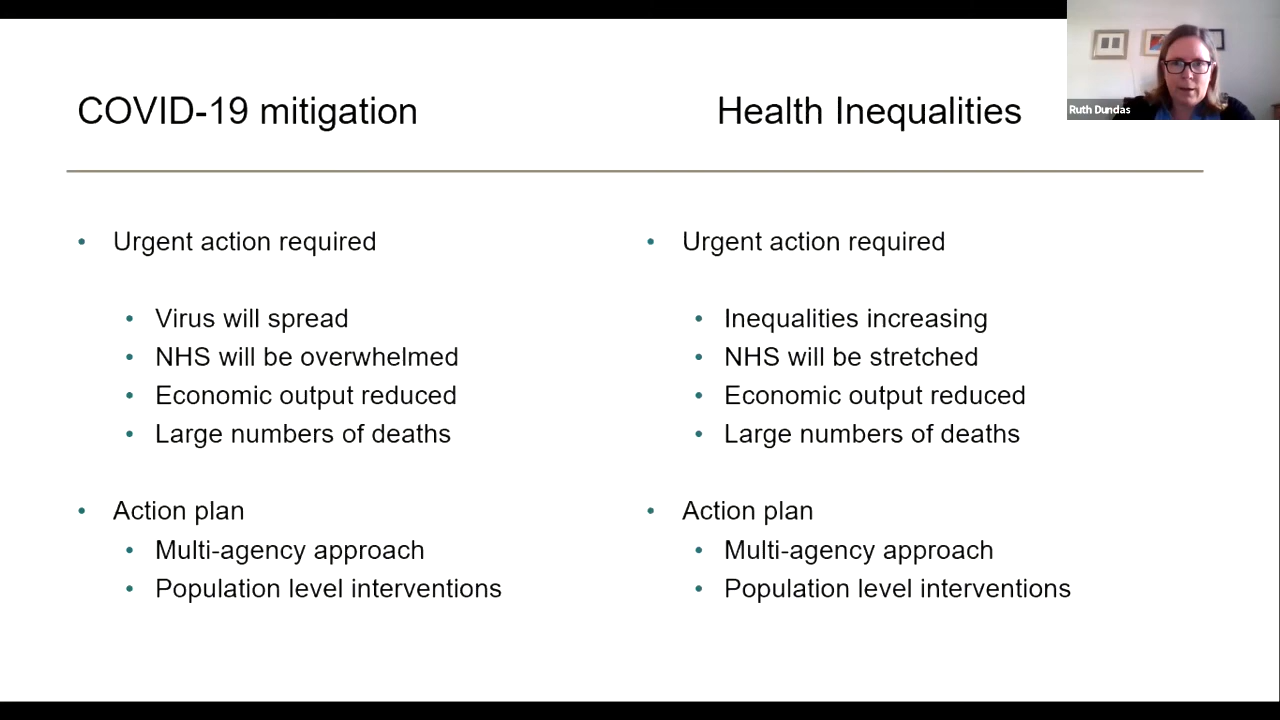 COVID-19 mitigation
Health Inequalities
Ruth Dundas
• Urgent action required
• Virus will spread
• NHS will be overwhelmed
• Economic output reduced
• Large numbers of deaths
• Action plan
• Multi-agency approach
• Population level interventions
• Urgent action required
• Inequalities increasing
• NHS will be stretched
• Economic output reduced
• Large numbers of deaths
• Action plan
• Multi-agency approach
• Population level interventions